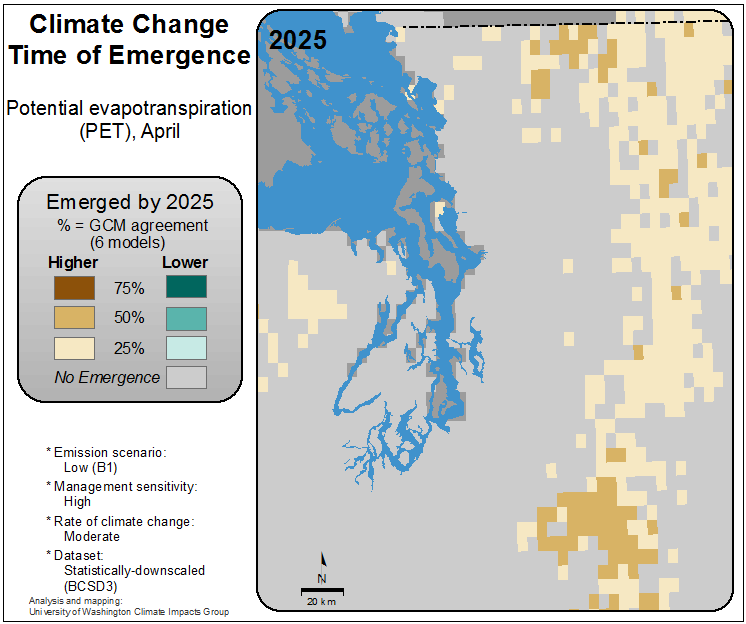 Climate Change
Time of Emergence
Potential evapotranspiration
(PET), April
Emerged by 2025
% = GCM agreement
(6 models)
Higher Lower
75%
50%
25%
No Emergence
* Emission scenario:
Low (B1)
* Management sensitivity:
High
* Rate of climate change:
Moderate
* Dataset:
Statistically-downscaled
(BCSD3)
Analysis and mapping:
University of Washington Climate Impacts Group
2025
N
20 km